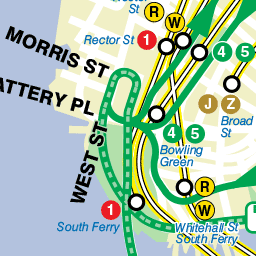 R
W
Rector St
1
4
5
MORRIS ST
ATTERY PL
J
Z
Broad
St
4
5
Bowling
Green
WEST ST
R
W
1
South Ferry
Whitehall St
South Ferry